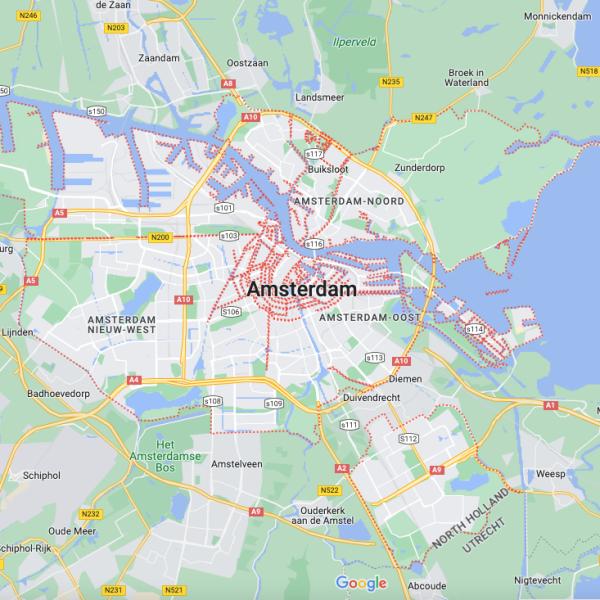 N246
de Zaan
N203
Zaandam
Oostzaan
Ilperveld
Monnickendam
N518
Broek in
Waterland
N235
A8
Landsmeer
s150
A10
N247
s117
Buiksloot
Zunderdorp
AMSTERDAM-NOORD
s101
A5
N200
s103
s116
A5
A10
Amsterdam
s106
AMSTERDAM
NIEUW-WEST
AMSTERDAM-OOST
s114
Lijnden
s113
A10
A4
Diemen
Badhoevedorp
s108
s109
Duivendrecht
A1
s111
S112
Het
Amsterdamse
Bos
Amstelveen
A2
A9
Schiphol
Weesp
N522
N232
A9
Ouderkerk
aan de Amstel
NORTH HOLLAND
UTRECHT
Oude Meer
Schiphol-Rijk
Google
N231
N521
Abcoude
Nigtevecht